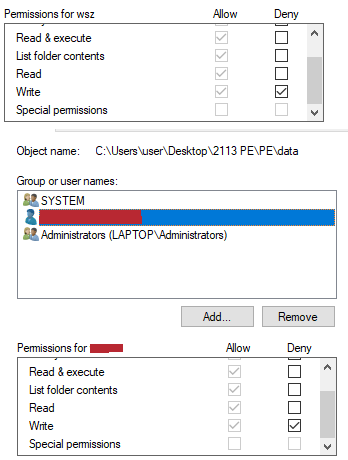 Permissions for wsz Allow Deny
Read & execute
List folder contents
Read
Write
Special permissions
Object name: C:\Users\user\Desktop\2113 PE\PE\data
Group or user names:
SYSTEM
Administrators (LAPTOP\Administrators)
Add... Remove
Permissions for Allow Deny
Read & execute
List folder contents
Read
Write
Special permissions